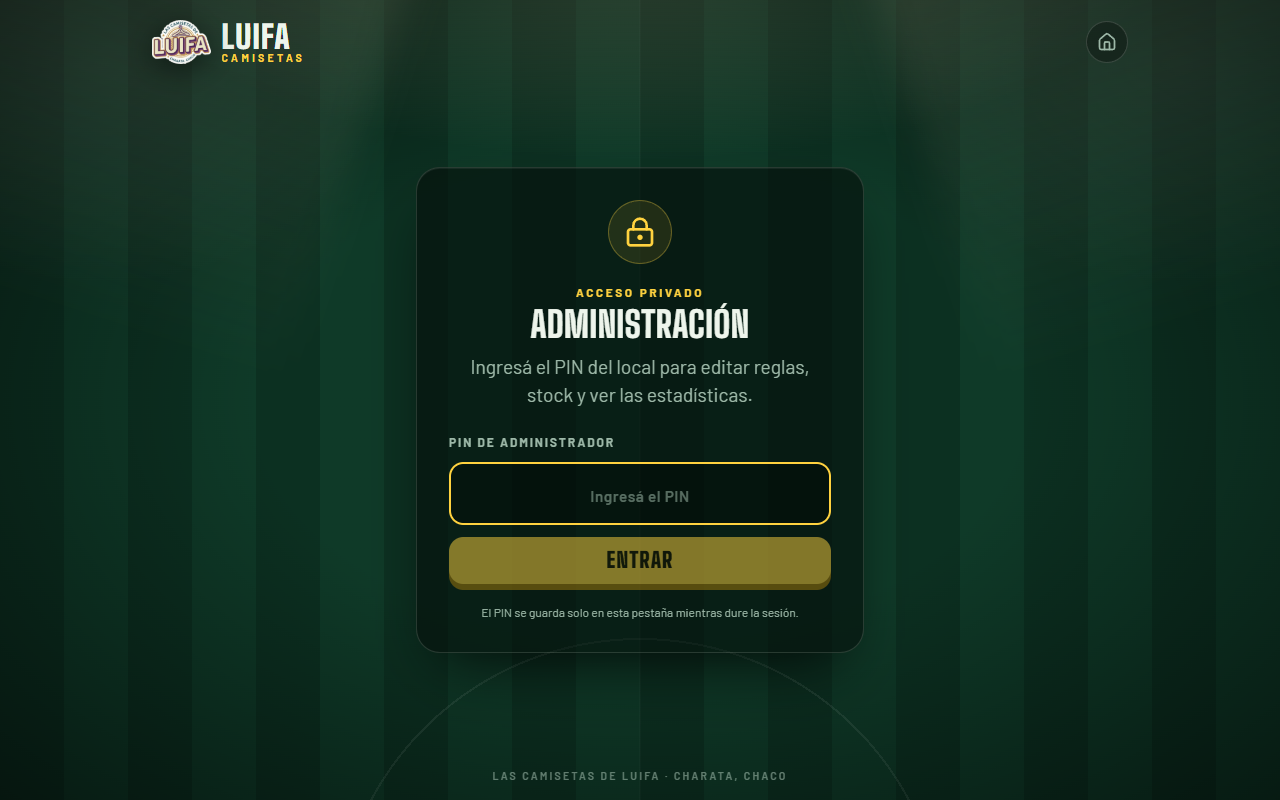 LUIFA
LUIFA
CAMISETAS
ACCESO PRIVADO
ADMINISTRACIÓN
Ingresá el PIN del local para editar reglas,
stock y ver las estadísticas.
PIN DE ADMINISTRADOR
Ingresá el PIN
ENTRAR
El PIN se guarda solo en esta pestaña mientras dure la sesión.
LAS CAMISETAS DE LUIFA · CHARATA, CHACO